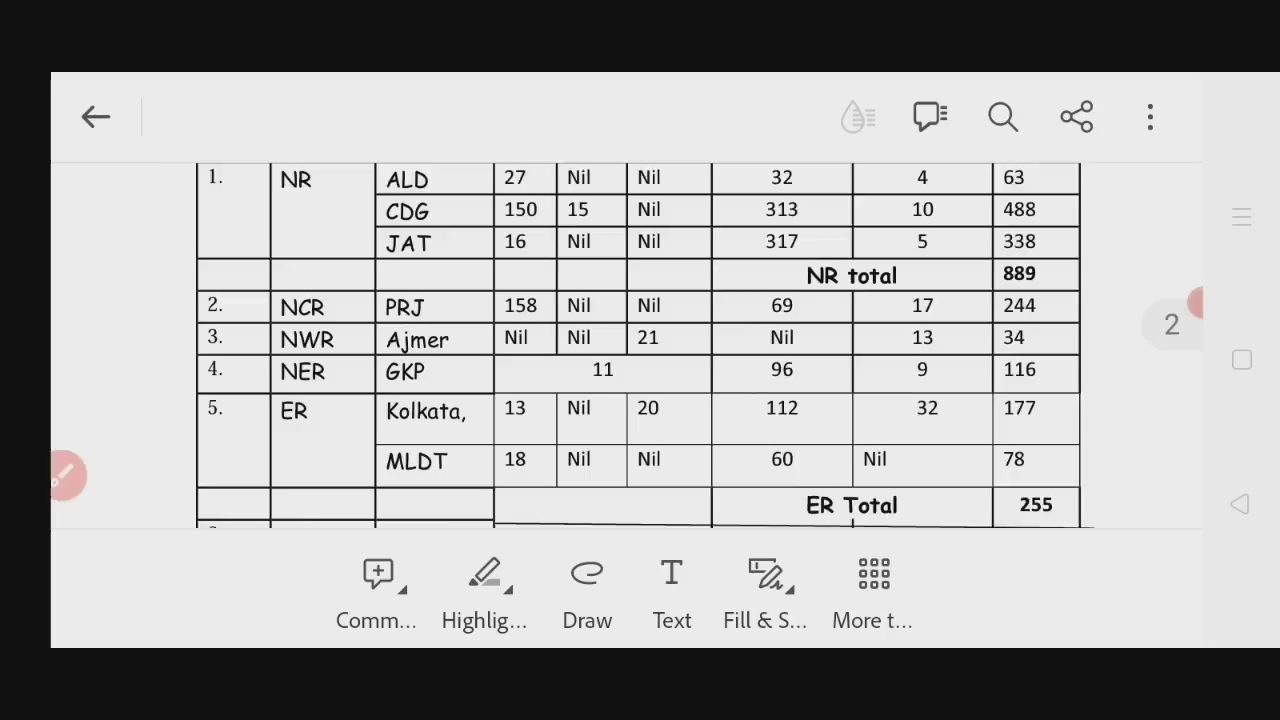 1. NR ALD 27 Nil Nil 32 4 63
CDG 150 15 Nil 313 10 488
JAT 16 Nil Nil 317 5 338
NR total 889
2. NCR PRJ 158 Nil Nil 69 17 244
3. NWR Ajmer Nil Nil 21 Nil 13 34
4. NER GKP 11 96 9 116
5. ER Kolkata, 13 Nil 20 112 32 177
MLDT 18 Nil Nil 60 Nil 78
ER Total 255
2
Comm... Highlig... Draw Text Fill & S... More t...